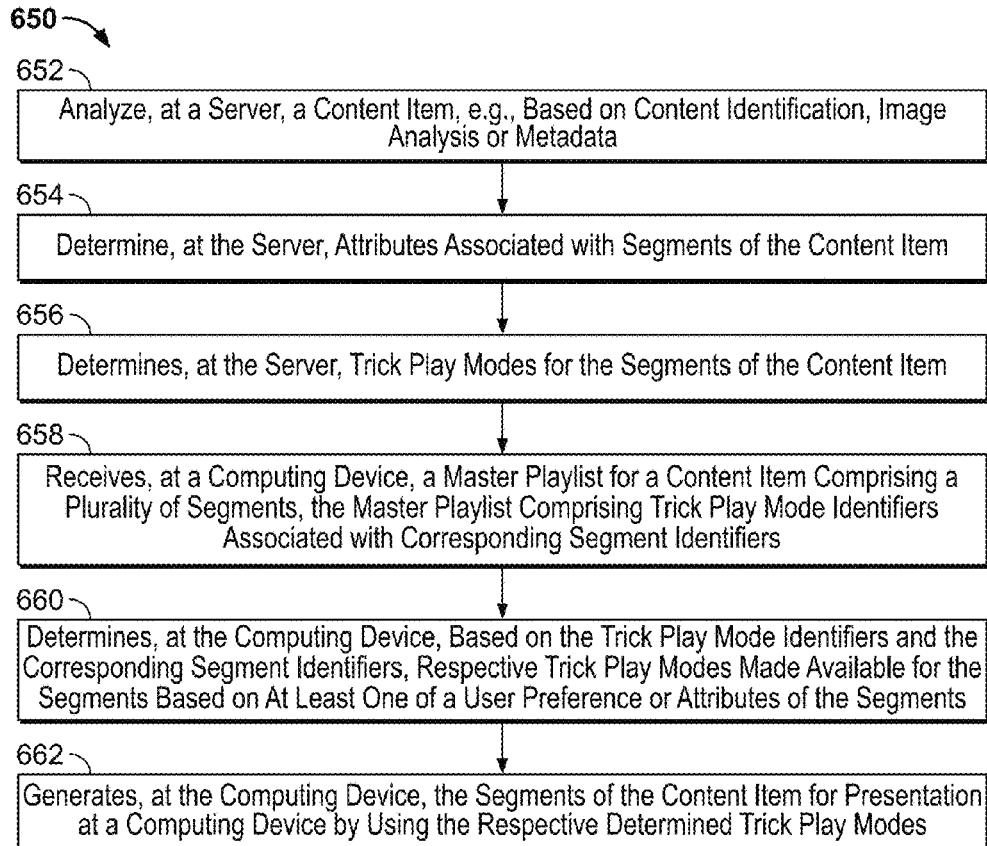 650
652
Analyze, at a Server, a Content Item, e.g., Based on Content Identification, Image
Analysis or Metadata
654
Determine, at the Server, Attributes Associated with Segments of the Content Item
656
Determines, at the Server, Trick Play Modes for the Segments of the Content Item
658
Receives, at a Computing Device, a Master Playlist for a Content Item Comprising a
Plurality of Segments, the Master Playlist Comprising Trick Play Mode Identifiers
Associated with Corresponding Segment Identifiers
660
Determines, at the Computing Device, Based on the Trick Play Mode Identifiers and the
Corresponding Segment Identifiers, Respective Trick Play Modes Made Available for the
Segments Based on At Least One of a User Preference or Attributes of the Segments
662
Generates, at the Computing Device, the Segments of the Content Item for Presentation
at a Computing Device by Using the Respective Determined Trick Play Modes